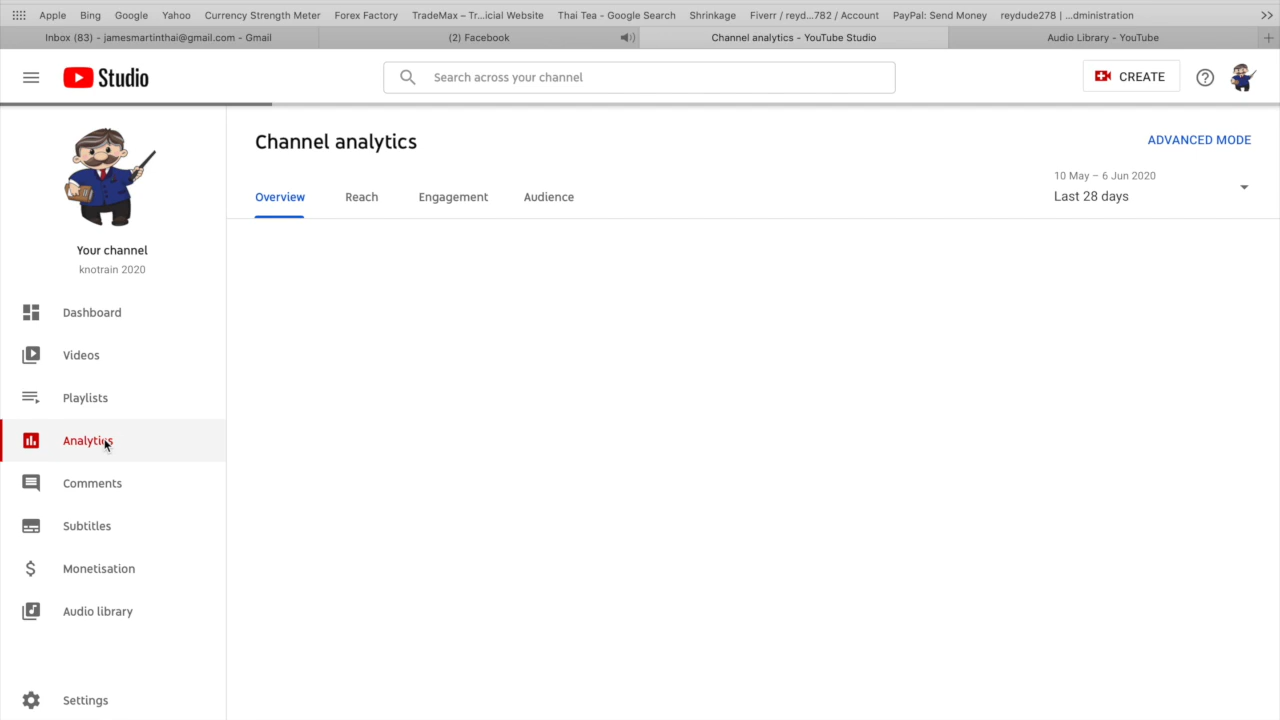 Apple Bing Google Yahoo Currency Strength Meter Forex Factory TradeMax – Tr...icial Website Thai Tea - Google Search Shrinkage Fiverr / reyd...782 / Account PayPal: Send Money reydude278 | ...dministration
Inbox (83) - jamesmartinthai@gmail.com - Gmail (2) Facebook Channel analytics - YouTube Studio Audio Library - YouTube
Studio Search across your channel CREATE
Channel analytics ADVANCED MODE
10 May – 6 Jun 2020
Overview Reach Engagement Audience Last 28 days
Your channel
knotrain 2020
Dashboard
Videos
Playlists
Analytics
Comments
Subtitles
Monetisation
Audio library
Settings